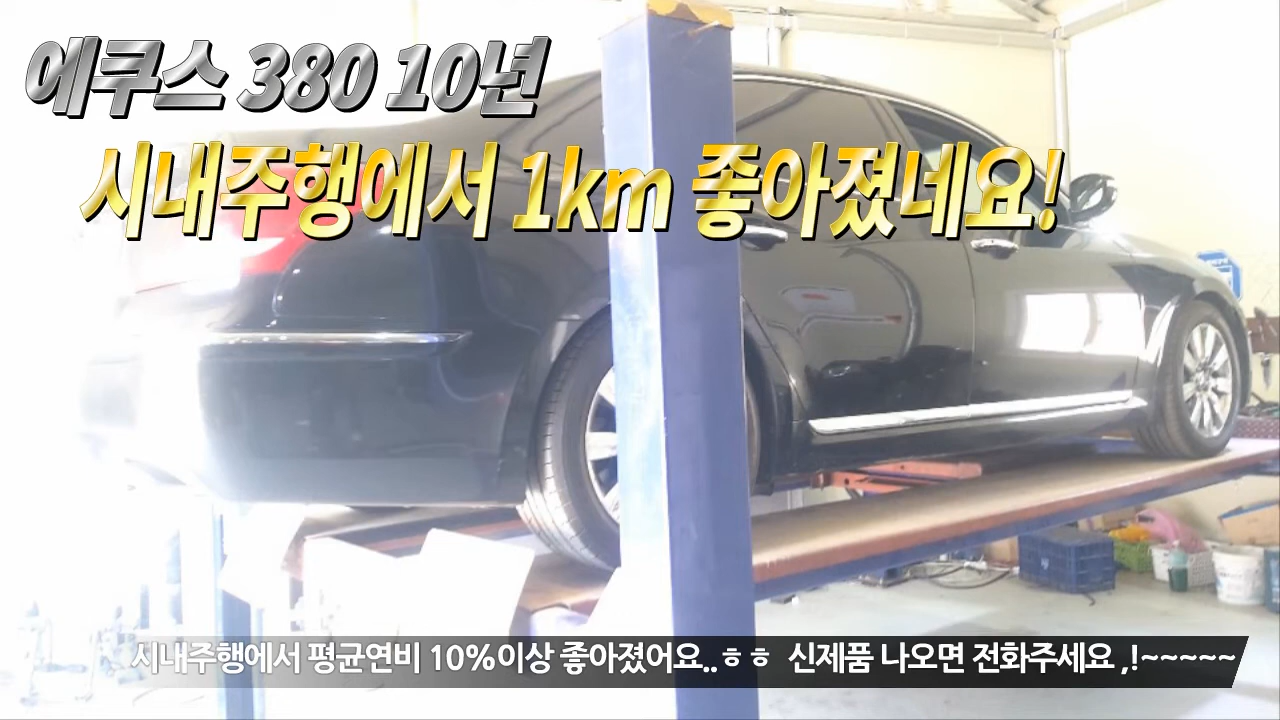 에쿠스 380 10년
시내주행에서 1km 좋아졌네요!
시내주행에서 평균연비 10%이상 좋아졌어요..ㅎㅎ 신제품 나오면 전화주세요 ,!~~~~~